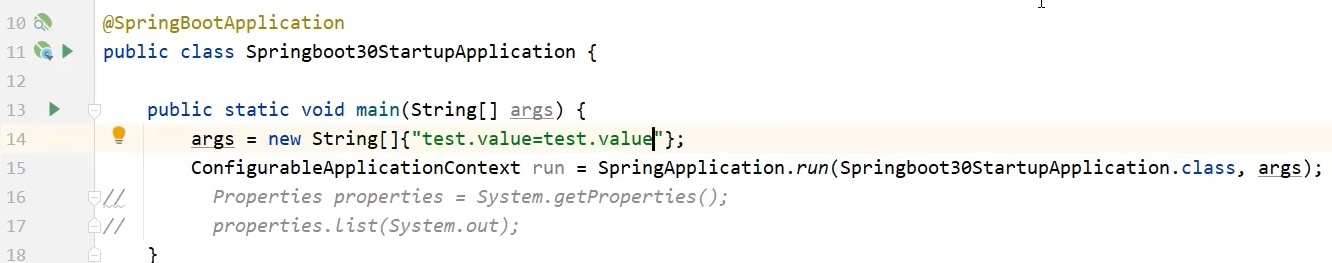 10 @SpringBootApplication
11 public class Springboot30StartupApplication {
12
13 public static void main(String[] args) {
14 args = new String[]{"test.value=test.value"};
15 ConfigurableApplicationContext run = SpringApplication.run(Springboot30StartupApplication.class, args);
16 // Properties properties = System.getProperties();
17 // properties.list(System.out);
18 }